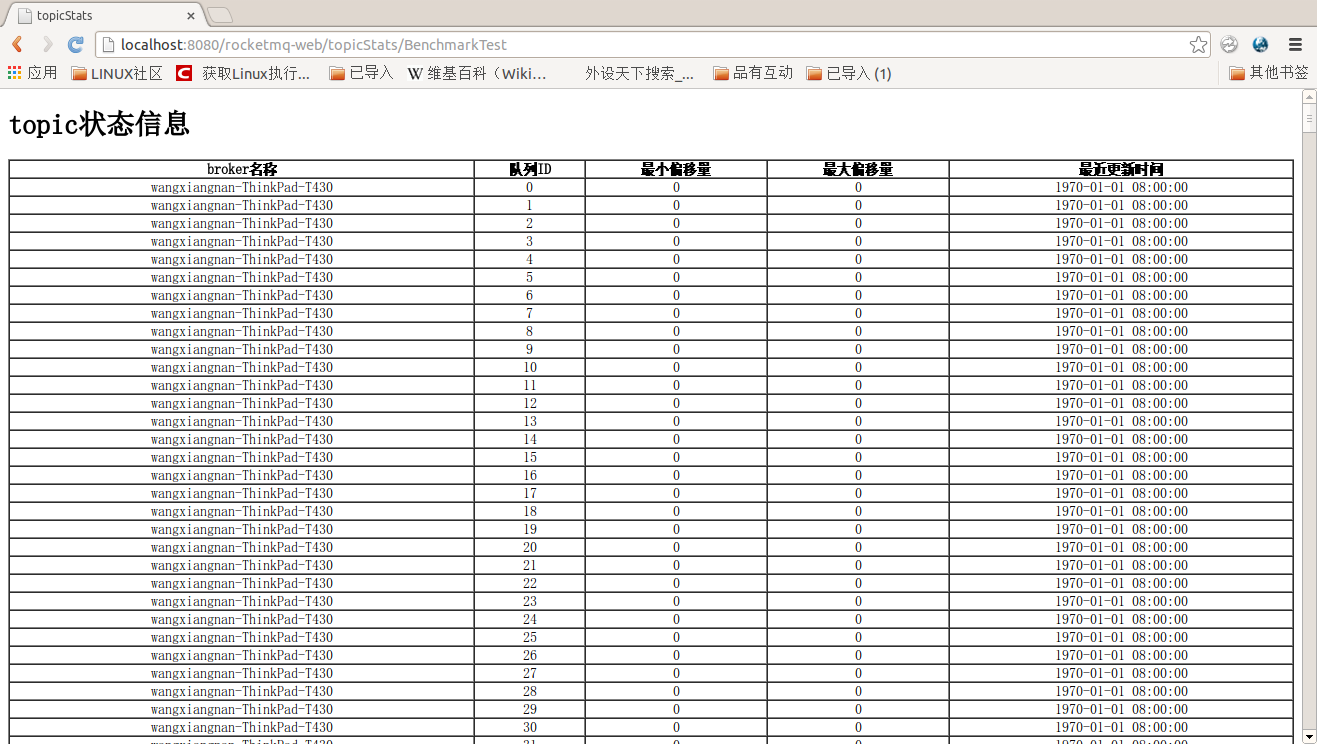 topicStats
localhost:8080/rocketmq-web/topicStats/BenchmarkTest
应用 LINUX社区 获取Linux执行... 已导入 维基百科（Wiki... 外设天下搜索_... 品有互动 已导入 (1) 其他书签
topic状态信息
broker名称 队列ID 最小偏移量 最大偏移量 最近更新时间
wangxiangnan-ThinkPad-T430 0 0 0 1970-01-01 08:00:00
wangxiangnan-ThinkPad-T430 1 0 0 1970-01-01 08:00:00
wangxiangnan-ThinkPad-T430 2 0 0 1970-01-01 08:00:00
wangxiangnan-ThinkPad-T430 3 0 0 1970-01-01 08:00:00
wangxiangnan-ThinkPad-T430 4 0 0 1970-01-01 08:00:00
wangxiangnan-ThinkPad-T430 5 0 0 1970-01-01 08:00:00
wangxiangnan-ThinkPad-T430 6 0 0 1970-01-01 08:00:00
wangxiangnan-ThinkPad-T430 7 0 0 1970-01-01 08:00:00
wangxiangnan-ThinkPad-T430 8 0 0 1970-01-01 08:00:00
wangxiangnan-ThinkPad-T430 9 0 0 1970-01-01 08:00:00
wangxiangnan-ThinkPad-T430 10 0 0 1970-01-01 08:00:00
wangxiangnan-ThinkPad-T430 11 0 0 1970-01-01 08:00:00
wangxiangnan-ThinkPad-T430 12 0 0 1970-01-01 08:00:00
wangxiangnan-ThinkPad-T430 13 0 0 1970-01-01 08:00:00
wangxiangnan-ThinkPad-T430 14 0 0 1970-01-01 08:00:00
wangxiangnan-ThinkPad-T430 15 0 0 1970-01-01 08:00:00
wangxiangnan-ThinkPad-T430 16 0 0 1970-01-01 08:00:00
wangxiangnan-ThinkPad-T430 17 0 0 1970-01-01 08:00:00
wangxiangnan-ThinkPad-T430 18 0 0 1970-01-01 08:00:00
wangxiangnan-ThinkPad-T430 19 0 0 1970-01-01 08:00:00
wangxiangnan-ThinkPad-T430 20 0 0 1970-01-01 08:00:00
wangxiangnan-ThinkPad-T430 21 0 0 1970-01-01 08:00:00
wangxiangnan-ThinkPad-T430 22 0 0 1970-01-01 08:00:00
wangxiangnan-ThinkPad-T430 23 0 0 1970-01-01 08:00:00
wangxiangnan-ThinkPad-T430 24 0 0 1970-01-01 08:00:00
wangxiangnan-ThinkPad-T430 25 0 0 1970-01-01 08:00:00
wangxiangnan-ThinkPad-T430 26 0 0 1970-01-01 08:00:00
wangxiangnan-ThinkPad-T430 27 0 0 1970-01-01 08:00:00
wangxiangnan-ThinkPad-T430 28 0 0 1970-01-01 08:00:00
wangxiangnan-ThinkPad-T430 29 0 0 1970-01-01 08:00:00
wangxiangnan-ThinkPad-T430 30 0 0 1970-01-01 08:00:00